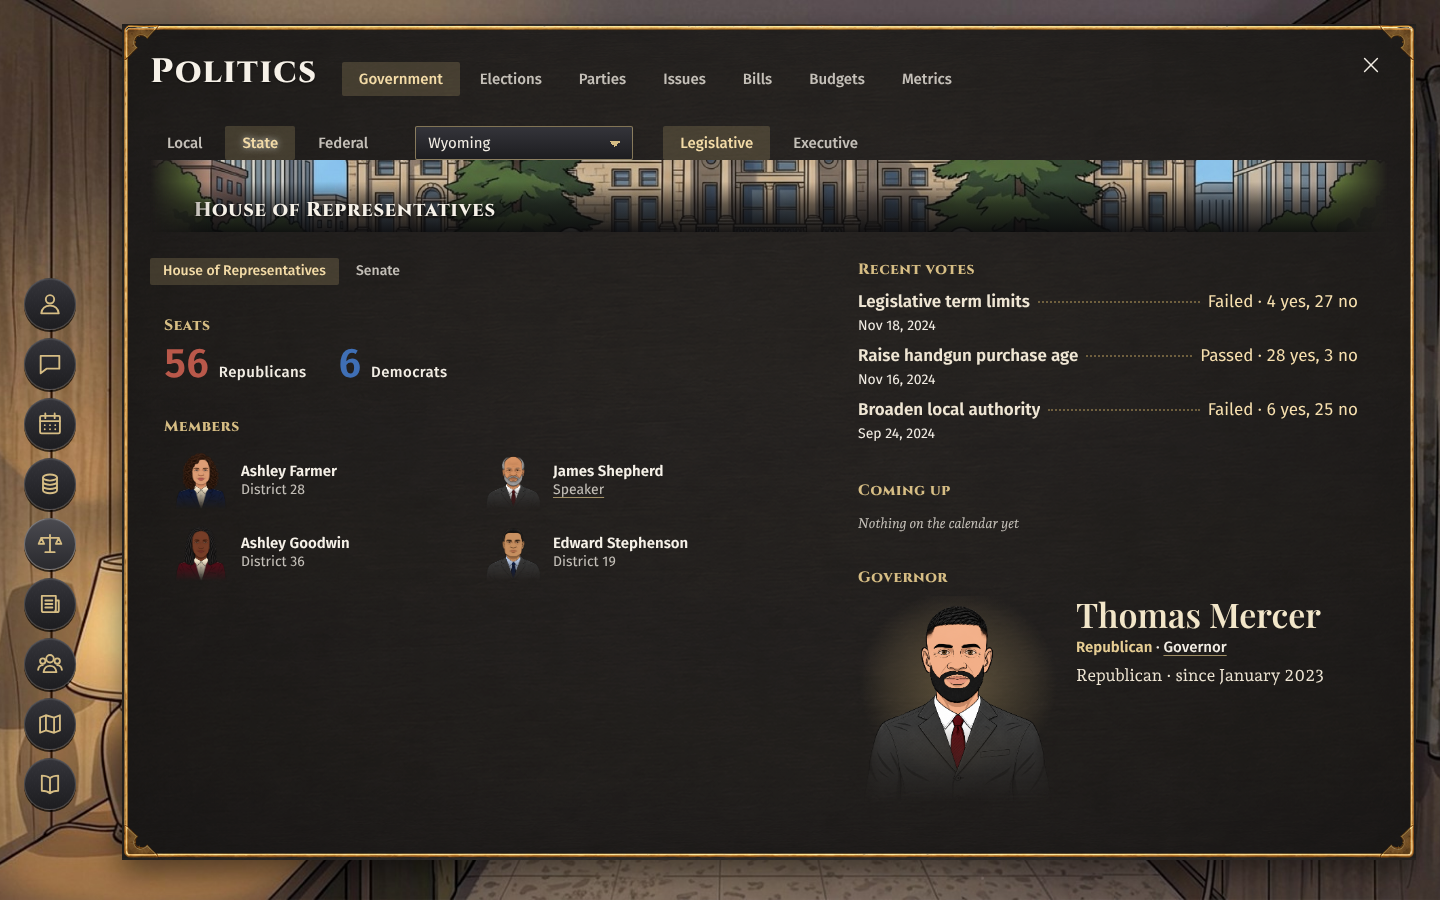 Politics
Government Elections Parties Issues Bills Budgets Metrics
Local State Federal Wyoming Legislative Executive
House of Representatives
House of Representatives Senate
Seats
56 Republicans 6 Democrats
Members
Ashley Farmer
District 28
James Shepherd
Speaker
Ashley Goodwin
District 36
Edward Stephenson
District 19
Recent votes
Legislative term limits Failed · 4 yes, 27 no
Nov 18, 2024
Raise handgun purchase age Passed · 28 yes, 3 no
Nov 16, 2024
Broaden local authority Failed · 6 yes, 25 no
Sep 24, 2024
Coming up
Nothing on the calendar yet
Governor
Thomas Mercer
Republican · Governor
Republican · since January 2023